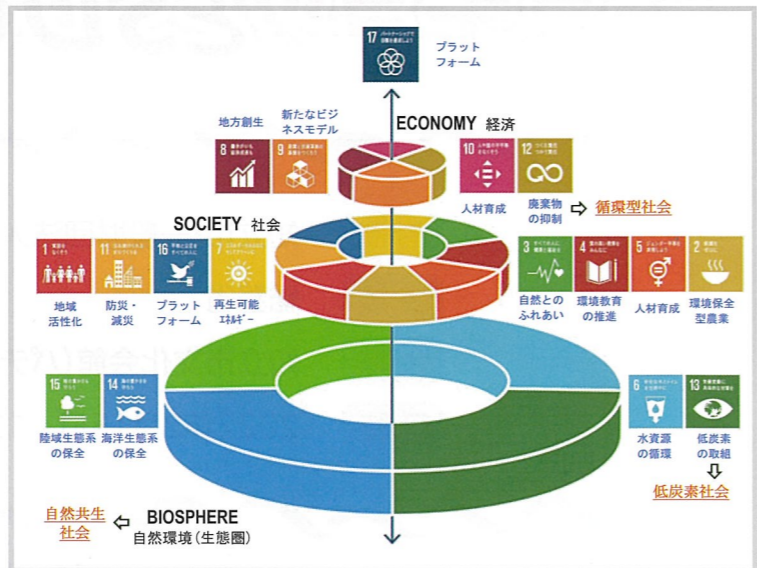 17
プラット
フォーム
地方創生
新たなビジ
ネスモデル
ECONOMY 経済
8
9
10
12
人材育成
廃棄物
の抑制
⇨ 循環型社会
SOCIETY 社会
1
11
16
7
地域
活性化
防災・
減災
プラット
フォーム
再生可能
エネルギー
3
4
5
2
自然との
ふれあい
環境教育
の推進
人材育成
環境保全
型農業
15
14
陸域生態系
の保全
海洋生態系
の保全
6
13
水資源
の循環
低炭素
の取組
低炭素社会
自然共生
社会
BIOSPHERE
自然環境(生態圏)